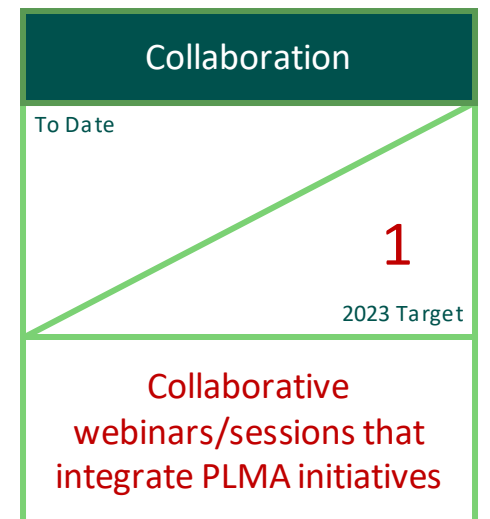 Collaboration
To Date
1
2023 Target
Collaborative
webinars/sessions that
integrate PLMA initiatives